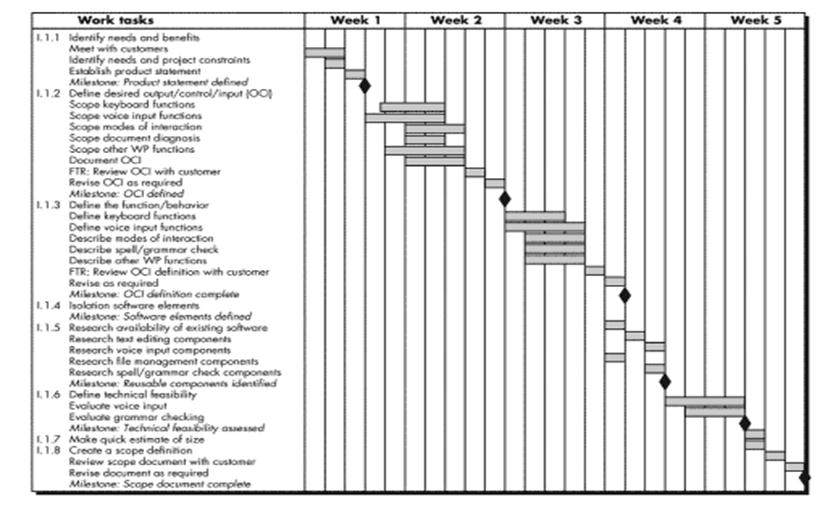 Work tasks Week 1 Week 2 Week 3 Week 4 Week 5
I.1.1 Identify needs and benefits
Meet with customers
Identify needs and project constraints
Establish product statement
Milestone: Product statement defined
I.1.2 Define desired output/control/input (OCI)
Scope keyboard functions
Scope voice input functions
Scope modes of interaction
Scope document diagnosis
Scope other WP functions
Document OCI
FTR: Review OCI with customer
Revise OCI as required
Milestone: OCI defined
I.1.3 Define the function/behavior
Define keyboard functions
Define voice input functions
Describe modes of interaction
Describe spell/grammar check
Describe other WP functions
FTR: Review OCI definition with customer
Revise as required
Milestone: OCI definition complete
I.1.4 Isolation software elements
Milestone: Software elements defined
I.1.5 Research availability of existing software
Research text editing components
Research voice input components
Research file management components
Research spell/grammar check components
Milestone: Reusable components identified
I.1.6 Define technical feasibility
Evaluate voice input
Evaluate grammar checking
Milestone: Technical feasibility assessed
I.1.7 Make quick estimate of size
I.1.8 Create a scope definition
Review scope document with customer
Revise document as required
Milestone: Scope document complete